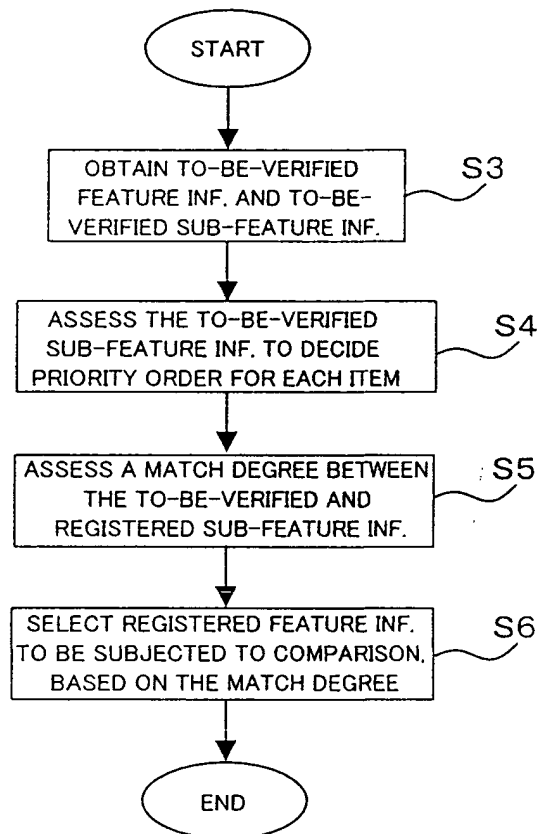 START
OBTAIN TO-BE-VERIFIED
FEATURE INF. AND TO-BE-
VERIFIED SUB-FEATURE INF.
S3
ASSESS THE TO-BE-VERIFIED
SUB-FEATURE INF. TO DECIDE
PRIORITY ORDER FOR EACH ITEM
S4
ASSESS A MATCH DEGREE BETWEEN
THE TO-BE-VERIFIED AND
REGISTERED SUB-FEATURE INF.
S5
SELECT REGISTERED FEATURE INF.
TO BE SUBJECTED TO COMPARISON,
BASED ON THE MATCH DEGREE
S6
END